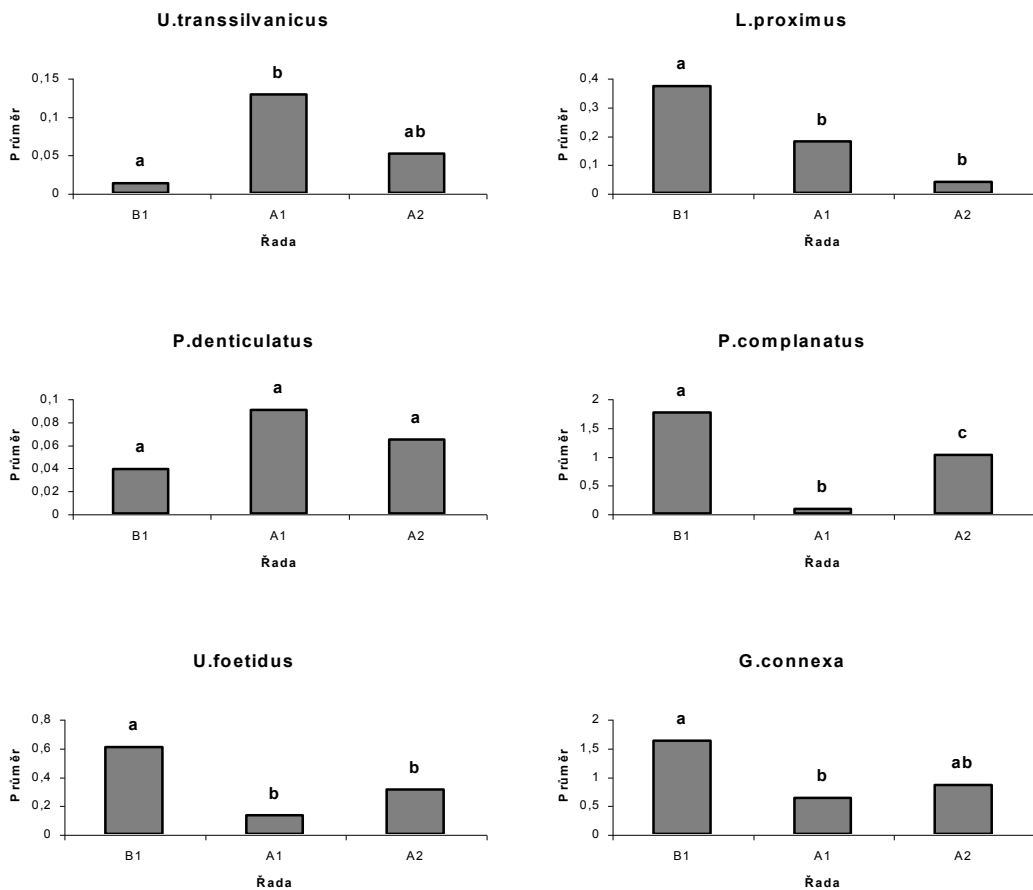 U.transsilvanicus
b
0,15
ab
0,1
a
0,05
0
Průměr
B1 A1 A2
Řada
L.proximus
a
0,4
b
0,3
b
0,2
0,1
0
Průměr
B1 A1 A2
Řada
P.denticulatus
a
0,1
a
0,08
a
0,06
0,04
0,02
0
Průměr
B1 A1 A2
Řada
P.complanatus
a
2
1,5
c
1
b
0,5
0
Průměr
B1 A1 A2
Řada
U.foetidus
a
0,8
0,6
b
0,4
b
0,2
0
Průměr
B1 A1 A2
Řada
G.connexa
a
2
1,5
ab
b
1
0,5
0
Průměr
B1 A1 A2
Řada